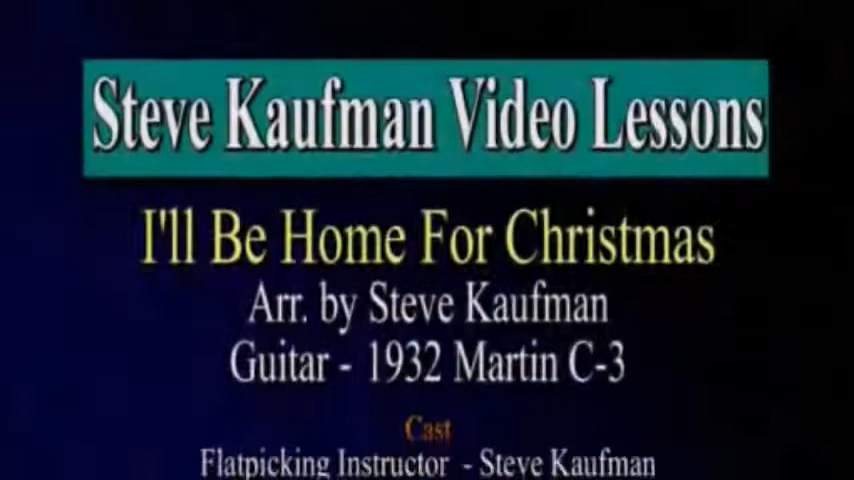 Steve Kaufman Video Lessons
I'll Be Home For Christmas
Arr. by Steve Kaufman
Guitar - 1932 Martin C-3
Cast
Flatpicking Instructor - Steve Kaufman